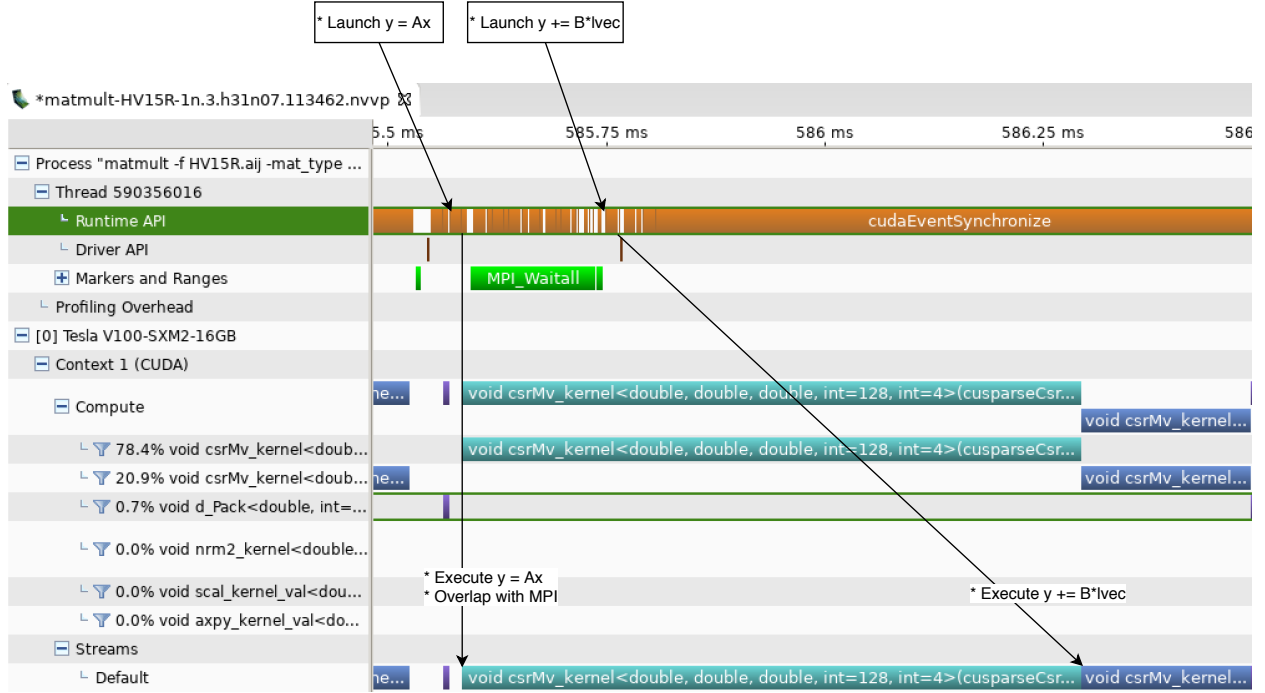 * Launch y = Ax
* Launch y += B*lvec
*matmult-HV15R-1n.3.h31n07.113462.nvvp
5.5 ms 585.75 ms 586 ms 586.25 ms 586
Process "matmult -f HV15R.aij -mat_type ...
Thread 590356016
Runtime API
cudaEventSynchronize
Driver API
Markers and Ranges
MPI_Waitall
Profiling Overhead
[0] Tesla V100-SXM2-16GB
Context 1 (CUDA)
ne...
void csrMv_kernel<double, double, double, int=128, int=4>(cusparseCsr...
Compute
void csrMv_kernel...
78.4% void csrMv_kernel<doub...
void csrMv_kernel<double, double, double, int=128, int=4>(cusparseCsr...
20.9% void csrMv_kernel<doub...
ne...
void csrMv_kernel...
0.7% void d_Pack<double, int=...
0.0% void nrm2_kernel<double...
* Execute y = Ax
* Overlap with MPI
* Execute y += B*lvec
0.0% void scal_kernel_val<dou...
0.0% void axpy_kernel_val<do...
Streams
Default
ne...
void csrMv_kernel<double, double, double, int=128, int=4>(cusparseCsr...
void csrMv_kernel...